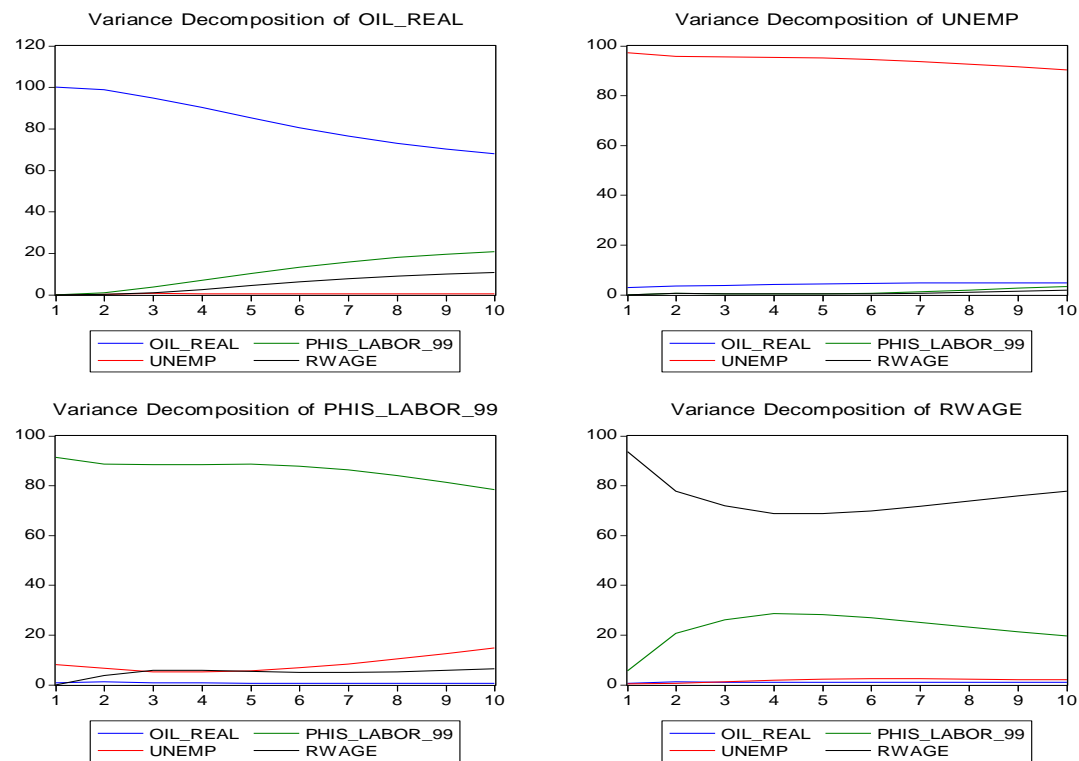 Variance Decomposition of OIL_REAL
120
100
80
60
40
20
0
1 2 3 4 5 6 7 8 9 10
OIL_REAL PHIS_LABOR_99
UNEMP RWAGE
Variance Decomposition of UNEMP
100
80
60
40
20
0
1 2 3 4 5 6 7 8 9 10
OIL_REAL PHIS_LABOR_99
UNEMP RWAGE
Variance Decomposition of PHIS_LABOR_99
100
80
60
40
20
0
1 2 3 4 5 6 7 8 9 10
OIL_REAL PHIS_LABOR_99
UNEMP RWAGE
Variance Decomposition of RWAGE
100
80
60
40
20
0
1 2 3 4 5 6 7 8 9 10
OIL_REAL PHIS_LABOR_99
UNEMP RWAGE